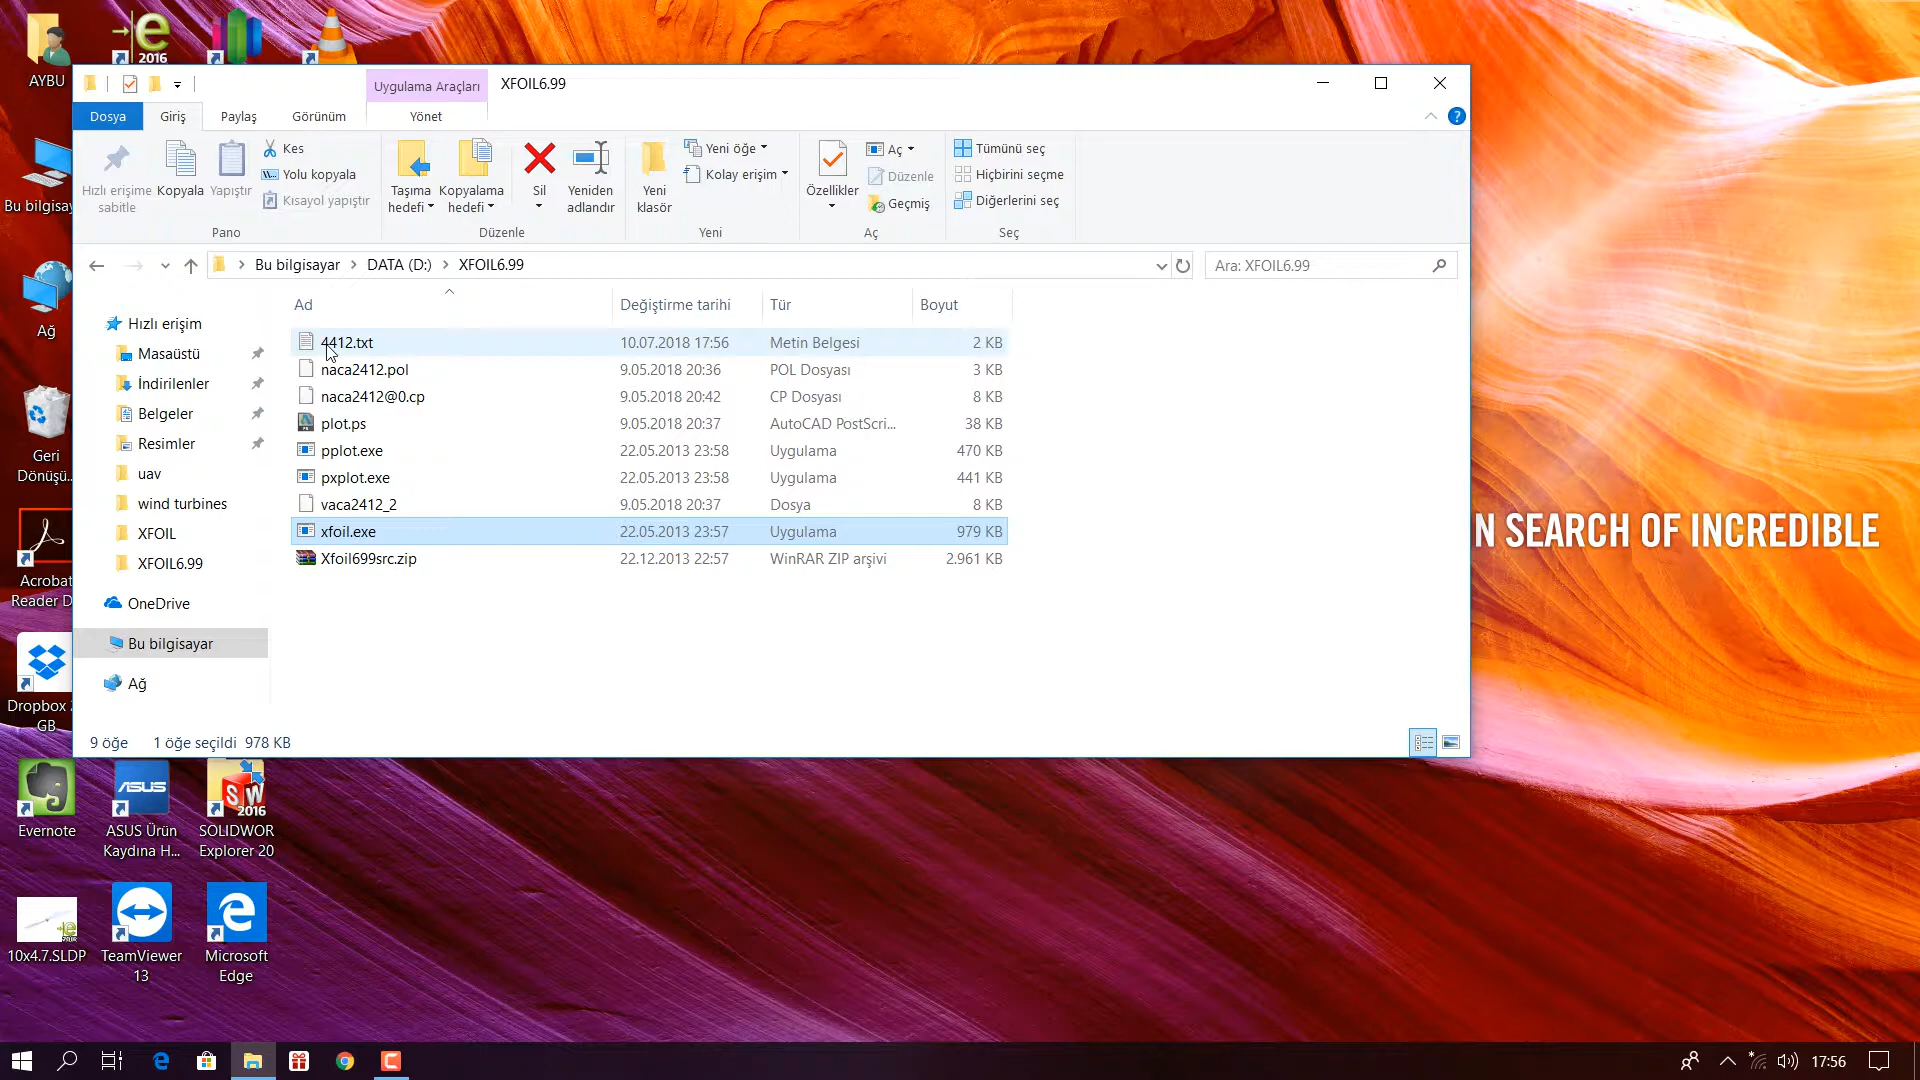 AYBU
2016
XFOIL6.99
Uygulama Araçları
Dosya
Giriş
Paylaş
Görünüm
Yönet
Hızlı erişime sabitle
Kopyala
Yapıştır
Kes
Yolu kopyala
Kısayol yapıştır
Pano
Taşıma hedefi
Kopyalama hedefi
Sil
Yeniden adlandır
Düzenle
Yeni klasör
Yeni öğe
Kolay erişim
Yeni
Özellikler
Aç
Düzenle
Geçmiş
Aç
Tümünü seç
Hiçbirini seçme
Diğerlerini seç
Seç
Bu bilgisayar > DATA (D:) > XFOIL6.99
Ara: XFOIL6.99
Ad Değiştirme tarihi Tür Boyut
4412.txt 10.07.2018 17:56 Metin Belgesi 2 KB
naca2412.pol 9.05.2018 20:36 POL Dosyası 3 KB
naca2412@0.cp 9.05.2018 20:42 CP Dosyası 8 KB
plot.ps 9.05.2018 20:37 AutoCAD PostScri... 38 KB
pplot.exe 22.05.2013 23:58 Uygulama 470 KB
pxplot.exe 22.05.2013 23:58 Uygulama 441 KB
vaca2412_2 9.05.2018 20:37 Dosya 8 KB
xfoil.exe 22.05.2013 23:57 Uygulama 979 KB
Xfoil699src.zip 22.12.2013 22:57 WinRAR ZIP arşivi 2.961 KB
Hızlı erişim
Masaüstü
İndirilenler
Belgeler
Resimler
uav
wind turbines
XFOIL
XFOIL6.99
OneDrive
Bu bilgisayar
Ağ
9 öğe 1 öğe seçildi 978 KB
Bu bilgisay
Ağ
Geri
Dönüşü...
Acrobat
Reader D
Dropbox 2
GB
Evernote
ASUS
ASUS Ürün
Kaydına H...
SW
2016
SOLIDWOR
Explorer 20
10x4.7.SLDP
TeamViewer
13
Microsoft
Edge
N SEARCH OF INCREDIBLE
17:56